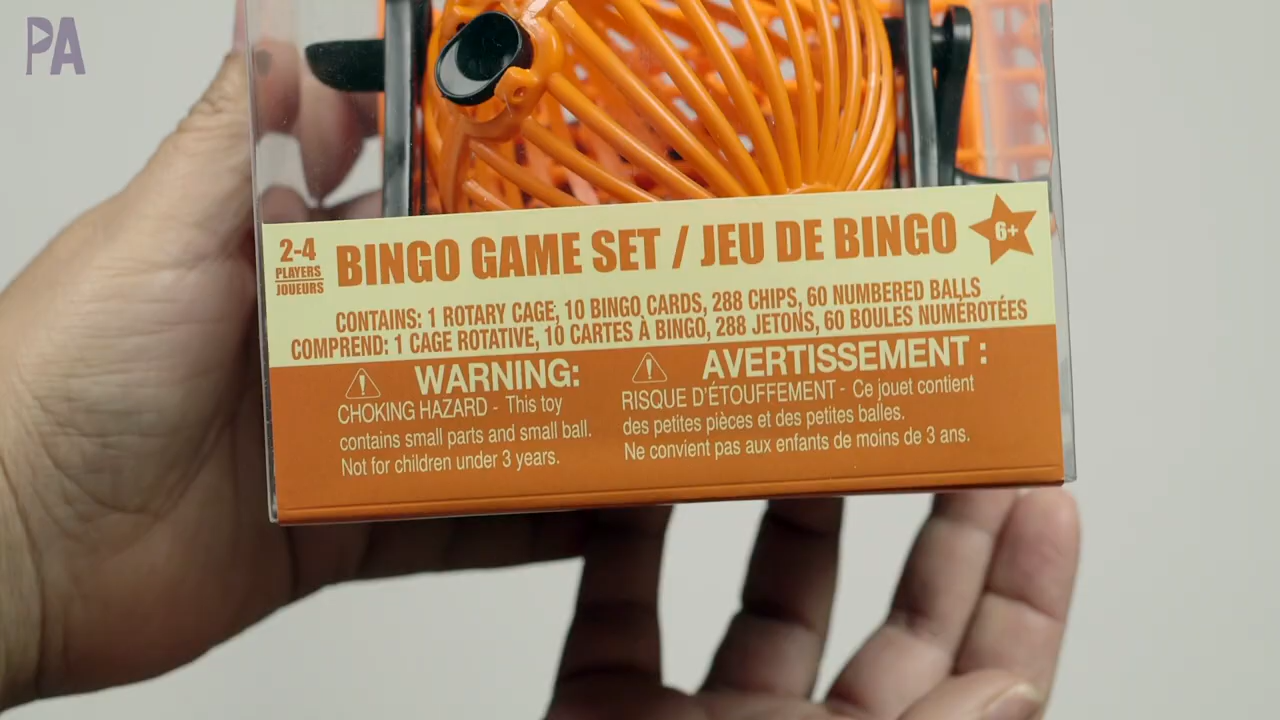 PA
2-4
PLAYERS
JOUEURS
BINGO GAME SET / JEU DE BINGO
6+
CONTAINS: 1 ROTARY CAGE, 10 BINGO CARDS, 288 CHIPS, 60 NUMBERED BALLS
COMPREND: 1 CAGE ROTATIVE, 10 CARTES À BINGO, 288 JETONS, 60 BOULES NUMÉROTÉES
WARNING:
CHOKING HAZARD - This toy
contains small parts and small ball.
Not for children under 3 years.
AVERTISSEMENT :
RISQUE D'ÉTOUFFEMENT - Ce jouet contient
des petites pièces et des petites balles.
Ne convient pas aux enfants de moins de 3 ans.